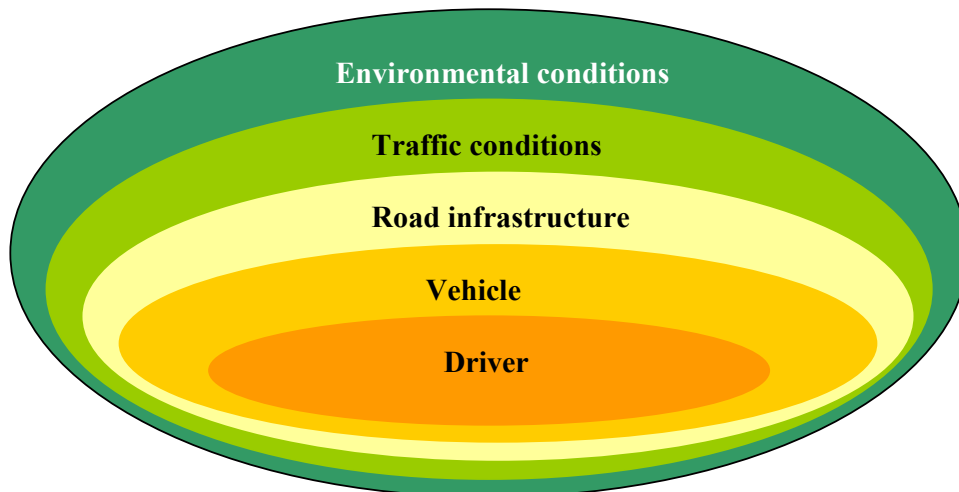 Environmental conditions
Traffic conditions
Road infrastructure
Vehicle
Driver